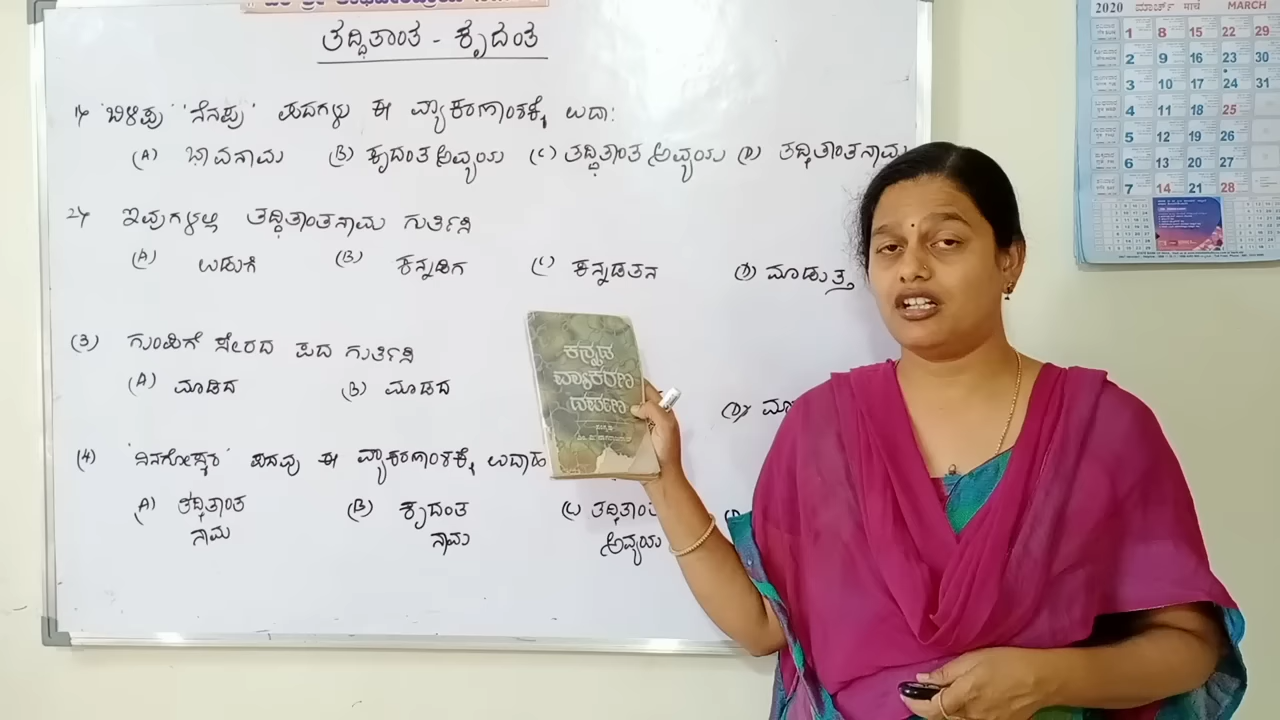 ತದ್ಧಿತಾಂತ - ಕೃದಂತ
1) 'ಬಿಳಿಪು' 'ನೆನಪು' ಪದಗಳು ಈ ವ್ಯಾಕರಣಾಂಶಕ್ಕೆ ಉದಾ:
(A) ಭಾವನಾಮ (B) ಕೃದಂತ ಅವ್ಯಯ (C) ತದ್ಧಿತಾಂತ ಅವ್ಯಯ (D) ತದ್ಧಿತಾಂತನಾಮ
2) ಇವುಗಳಲ್ಲಿ ತದ್ಧಿತಾಂತನಾಮ ಗುರ್ತಿಸಿ
(A) ಉಡುಗೆ (B) ಕನ್ನಡಿಗ (C) ಕನ್ನಡತನ (D) ಮಾಡುತ್ತ
(3) ಗುಂಪಿಗೆ ಸೇರದ ಪದ ಗುರ್ತಿಸಿ
(A) ಮಾಡಿದ (B) ಮಾಡದ (D)
(4) 'ನಿನಗೋಸ್ಕರ' ಪದವು ಈ ವ್ಯಾಕರಣಾಂಶಕ್ಕೆ ಉದಾಹ
(A) ತದ್ಧಿತಾಂತ (B) ಕೃದಂತ (C) ತದ್ಧಿತಾಂತ
ನಾಮ ನಾಮ ಅವ್ಯಯ
ಕನ್ನಡ
ವ್ಯಾಕರಣ
ದರ್ಪಣ
2020 ಮಾರ್ಚ್ मार्च MARCH
1 8 15 22 29
2 9 16 23 30
3 10 17 24 31
4 11 18 25
5 12 19 26
6 13 20 27
7 14 21 28